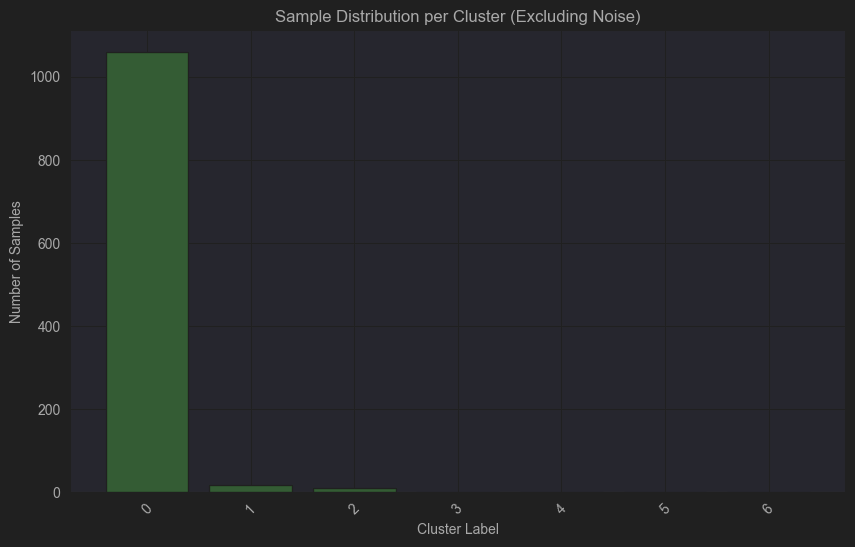 Sample Distribution per Cluster (Excluding Noise)
Number of Samples
1000
800
600
400
200
0
0 1 2 3 4 5 6
Cluster Label